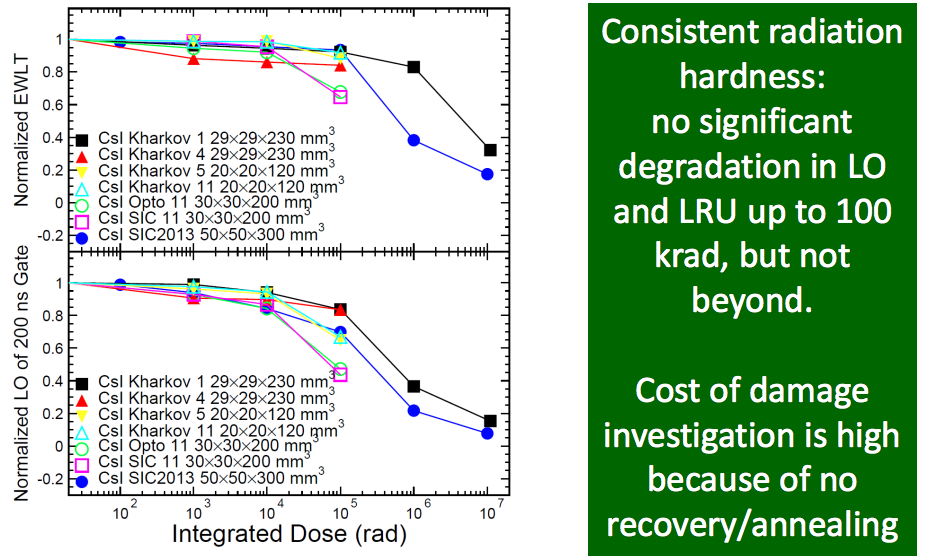 Normalized EWLT
1
0.8
0.6
0.4
0.2
0
-0.2
CsI Kharkov 1 29×29×230 mm³
CsI Kharkov 4 29×29×230 mm³
CsI Kharkov 5 20×20×120 mm³
CsI Kharkov 11 20×20×120 mm³
CsI Opto 11 30×30×200 mm³
CsI SIC 11 30×30×200 mm³
CsI SIC2013 50×50×300 mm³
Normalized LO of 200 ns Gate
1
0.8
0.6
0.4
0.2
0
-0.2
CsI Kharkov 1 29×29×230 mm³
CsI Kharkov 4 29×29×230 mm³
CsI Kharkov 5 20×20×120 mm³
CsI Kharkov 11 20×20×120 mm³
CsI Opto 11 30×30×200 mm³
CsI SIC 11 30×30×200 mm³
CsI SIC2013 50×50×300 mm³
10² 10³ 10⁴ 10⁵ 10⁶ 10⁷
Integrated Dose (rad)
Consistent radiation
hardness:
no significant
degradation in LO
and LRU up to 100
krad, but not
beyond.
Cost of damage
investigation is high
because of no
recovery/annealing